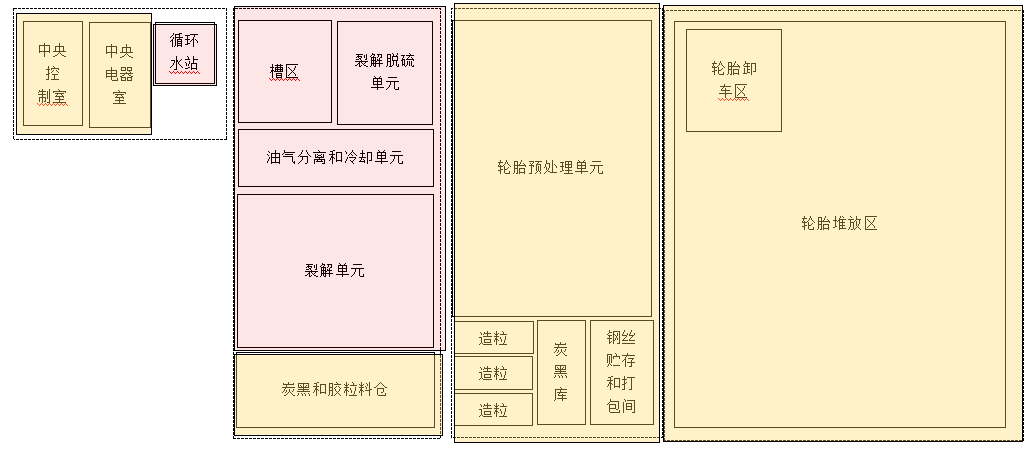 中央
控
制室
中央
电器
室
循环
水站
槽区
裂解脱硫
单元
油气分离和冷却单元
裂解单元
炭黑和胶粒料仓
轮胎预处理单元
造粒
造粒
造粒
炭
黑
库
钢丝
贮存
和打
包间
轮胎卸
车区
轮胎堆放区